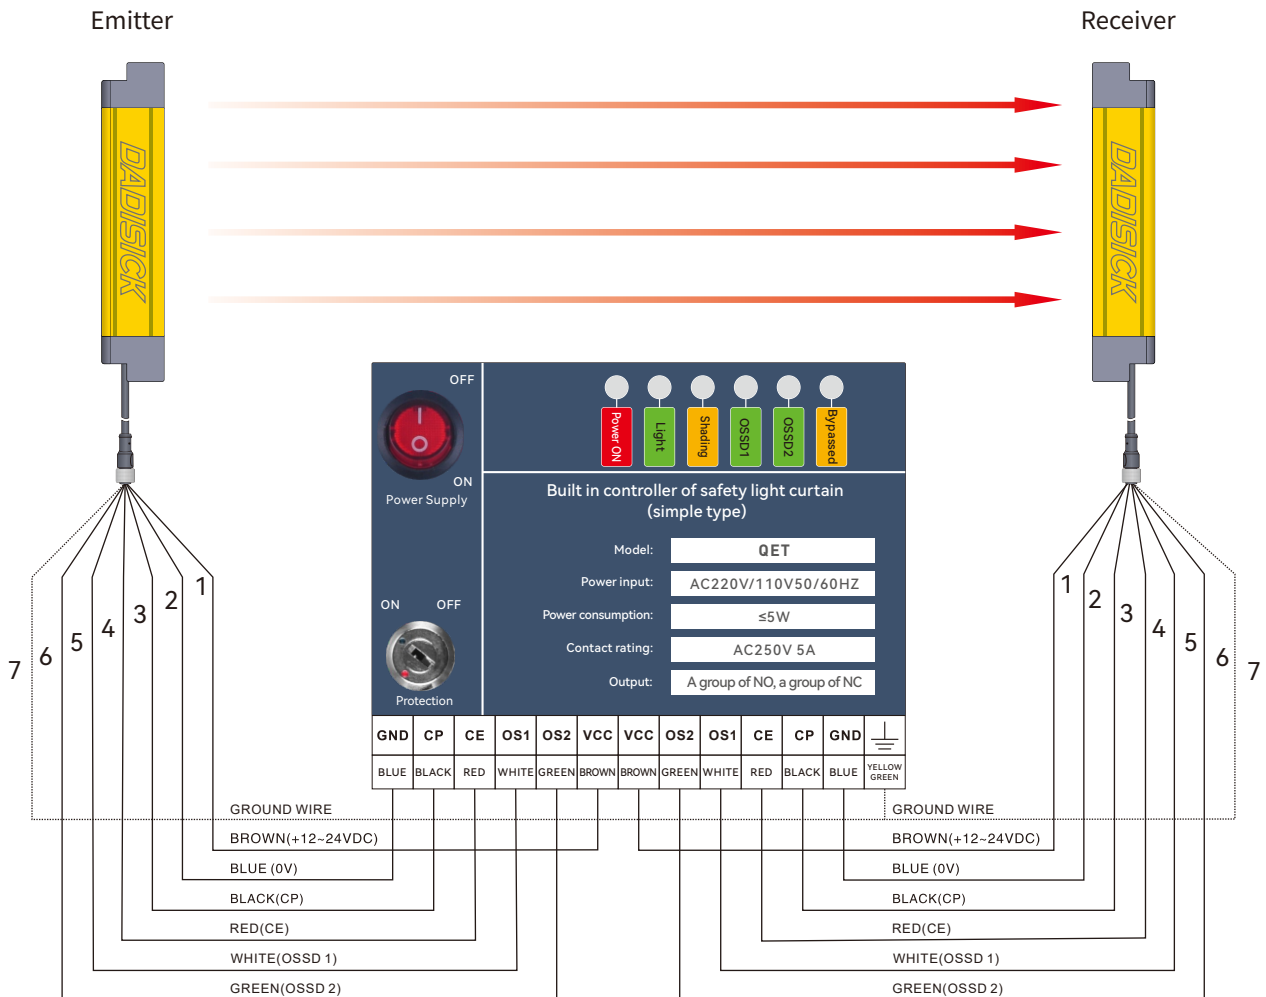 Emitter
Receiver
DADISICK
DADISICK
OFF
ON
Power Supply
ON OFF
Protection
Power ON
Light
Shading
OSSD1
OSSD2
Bypassed
Built in controller of safety light curtain
(simple type)
Model: QET
Power input: AC220V/110V50/60HZ
Power consumption: ≤5W
Contact rating: AC250V 5A
Output: A group of NO, a group of NC
GND CP CE OS1 OS2 VCC VCC OS2 OS1 CE CP GND
BLUE BLACK RED WHITE GREEN BROWN BROWN GREEN WHITE RED BLACK BLUE YELLOW GREEN
7 6 5 4 3 2 1
1 2 3 4 5 6 7
GROUND WIRE GROUND WIRE
BROWN(+12~24VDC) BROWN(+12~24VDC)
BLUE (0V) BLUE (0V)
BLACK(CP) BLACK(CP)
RED(CE) RED(CE)
WHITE(OSSD 1) WHITE(OSSD 1)
GREEN(OSSD 2) GREEN(OSSD 2)